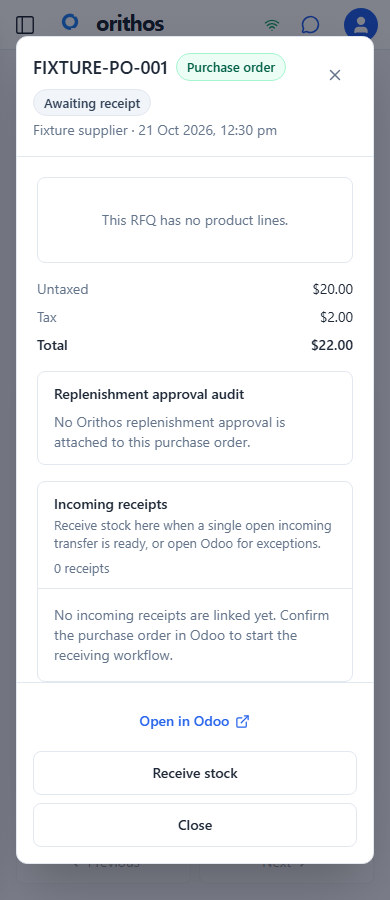 orithos
FIXTURE-PO-001 Purchase order
Awaiting receipt
Fixture supplier · 21 Oct 2026, 12:30 pm
This RFQ has no product lines.
Untaxed $20.00
Tax $2.00
Total $22.00
Replenishment approval audit
No Orithos replenishment approval is
attached to this purchase order.
Incoming receipts
Receive stock here when a single open incoming
transfer is ready, or open Odoo for exceptions.
0 receipts
No incoming receipts are linked yet. Confirm
the purchase order in Odoo to start the
receiving workflow.
Open in Odoo
Receive stock
Close
Previous Next